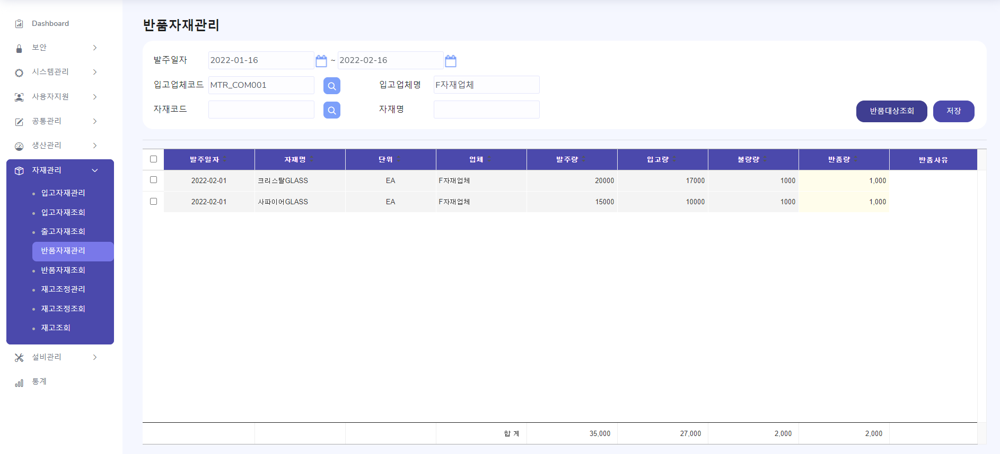 Dashboard
보안
시스템관리
사용자지원
공통관리
생산관리
자재관리
입고자재관리
입고자재조회
출고자재조회
반품자재관리
반품자재조회
재고조정관리
재고조정조회
재고조회
설비관리
통계
반품자재관리
발주일자 2022-01-16 ~ 2022-02-16
입고업체코드 MTR_COM001 입고업체명 F자재업체
자재코드 자재명 반품대상조회 저장
발주일자 자재명 단위 업체 발주량 입고량 불량량 반품량 반품사유
2022-02-01 크리스탈GLASS EA F자재업체 20000 17000 1000 1,000
2022-02-01 사파이어GLASS EA F자재업체 15000 10000 1000 1,000
합 계 35,000 27,000 2,000 2,000